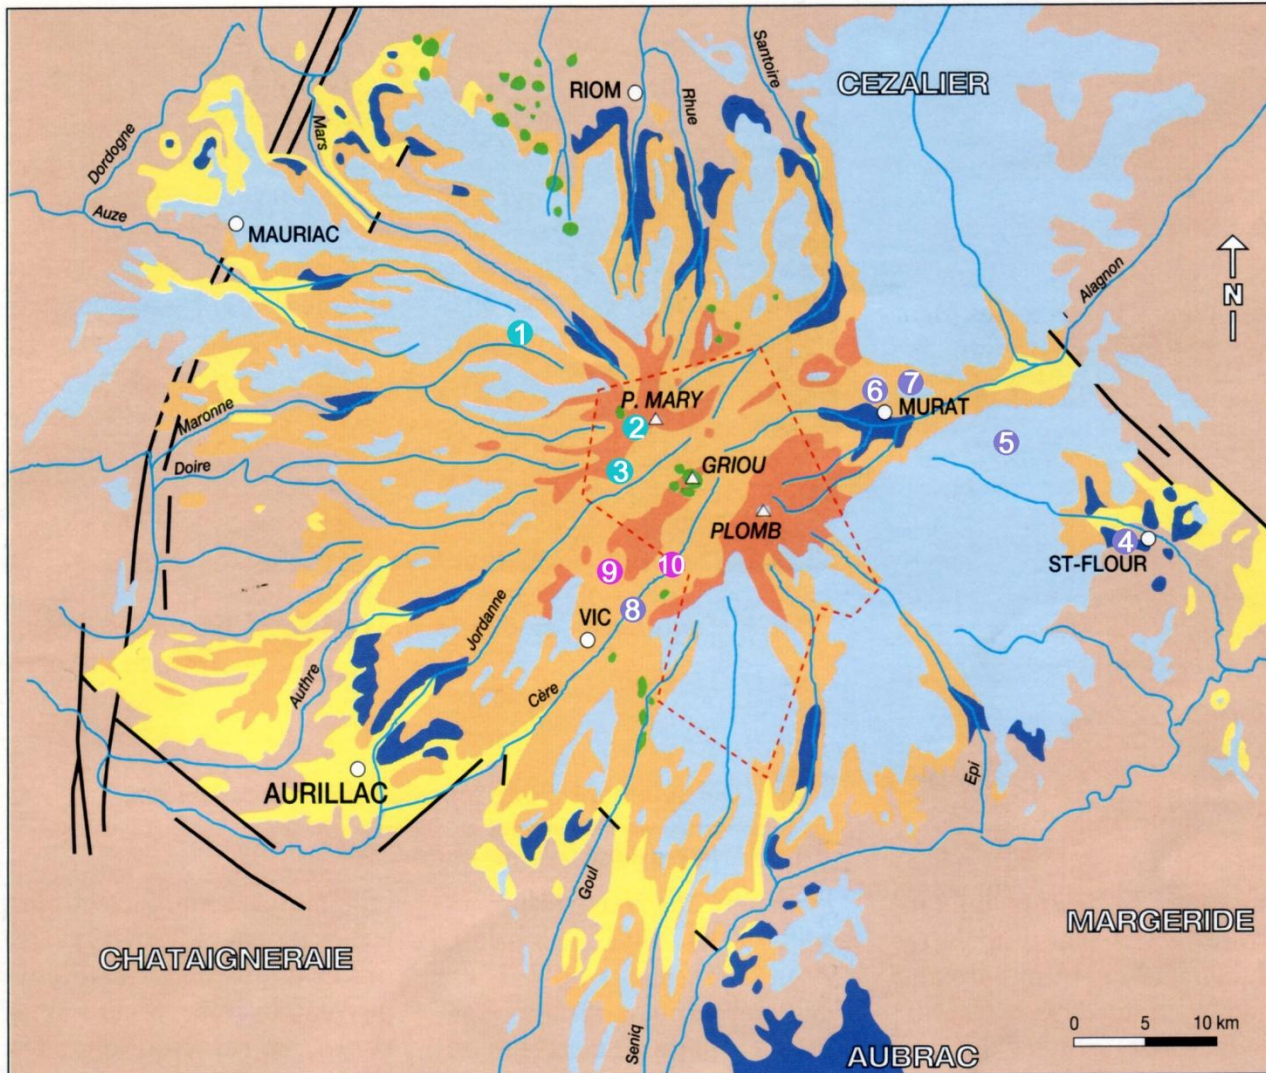 Santoire
CEZALIER
RIOM
Rhue
Mars
Dordogne
Auze
MAURIAC
Alagnon
N
1
P. MARY
2
6
7
MURAT
Maronne
5
Doire
3
GRIOU
PLOMB
4
ST-FLOUR
9
10
8
VIC
Jordanne
Authre
Cère
AURILLAC
Epi
Goul
CHATAIGNERAIE
MARGERIDE
Seniq
AUBRAC
0 5 10 km